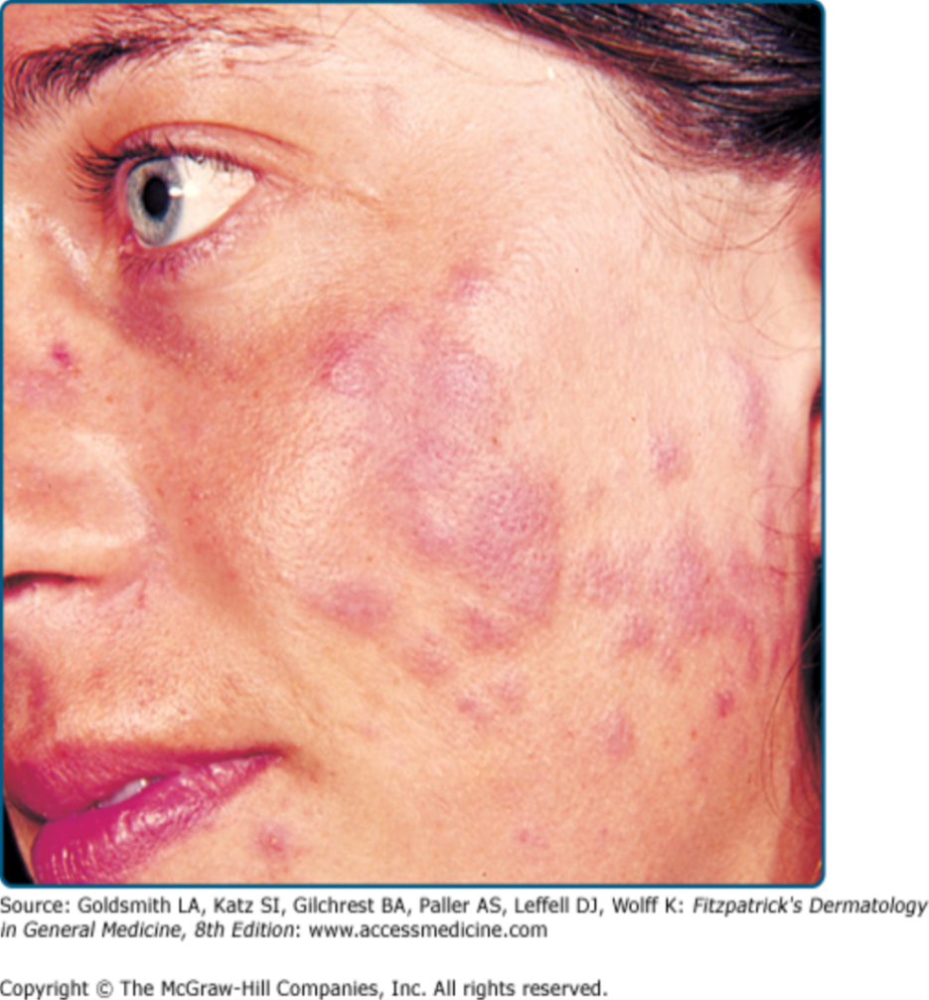 Source: Goldsmith LA, Katz SI, Gilchrest BA, Paller AS, Leffell DJ, Wolff K: Fitzpatrick's Dermatology
in General Medicine, 8th Edition: www.accessmedicine.com
Copyright © The McGraw-Hill Companies, Inc. All rights reserved.